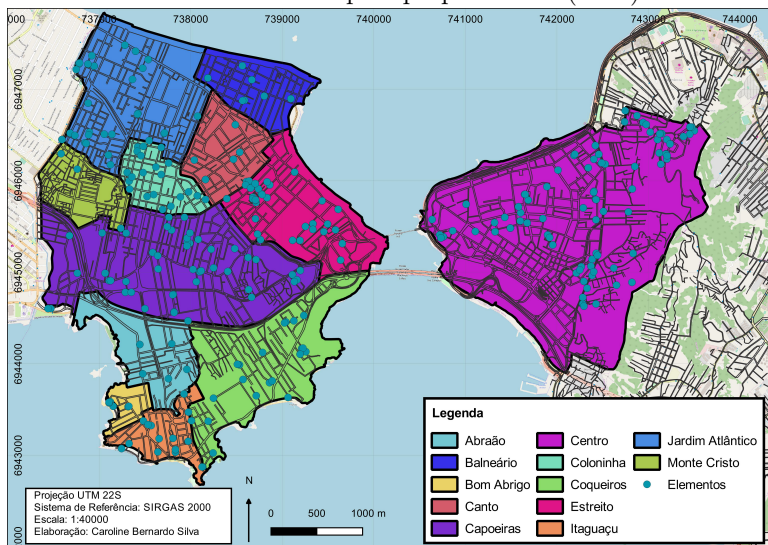 000 737000 738000 739000 740000 741000 742000 743000 744000
6947000
6946000
6945000
6944000
6943000
000
Legenda
Abraão
Balneário
Bom Abrigo
Canto
Capoeiras
Centro
Coloninha
Coqueiros
Estreito
Itaguaçu
Jardim Atlântico
Monte Cristo
Elementos
Projeção UTM 22S
Sistema de Referência: SIRGAS 2000
Escala: 1:40000
Elaboração: Caroline Bernardo Silva
N
0 500 1000 m